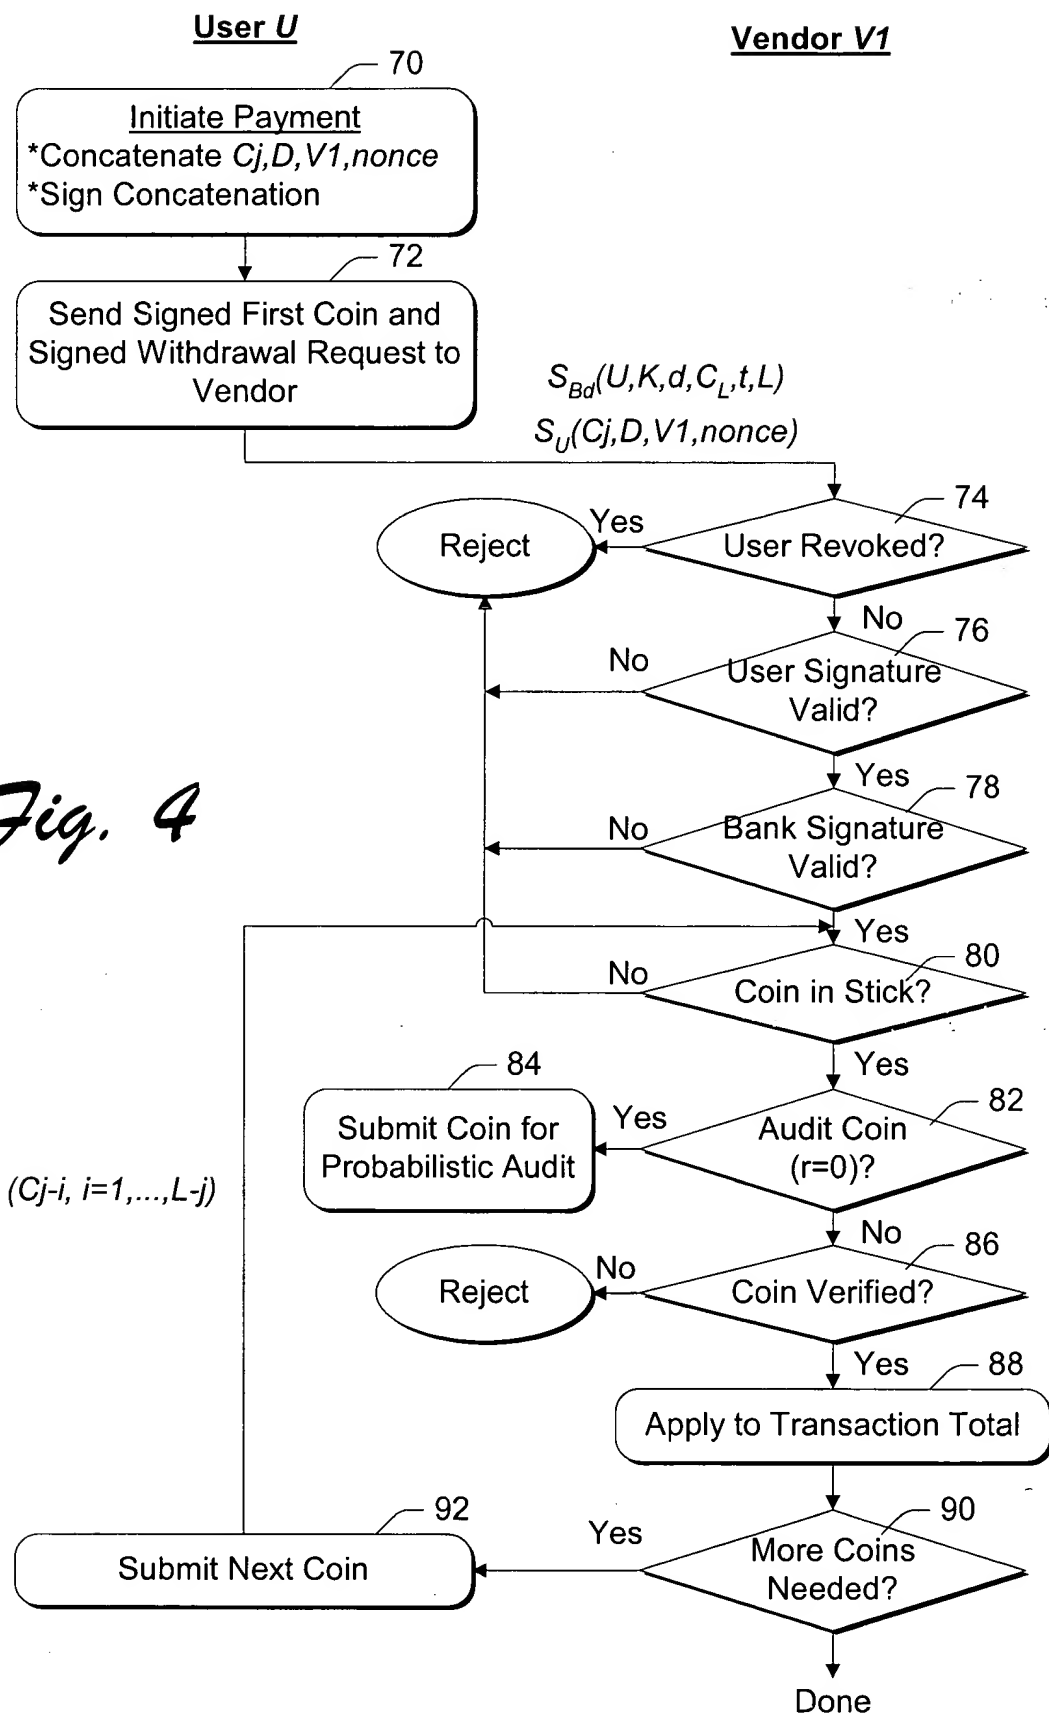 User U
Vendor V1
70
Initiate Payment
*Concatenate Cj,D,V1,nonce
*Sign Concatenation
72
Send Signed First Coin and
Signed Withdrawal Request to
Vendor
S_Bd(U,K,d,C_L,t,L)
S_U(Cj,D,V1,nonce)
74
User Revoked?
Yes
Reject
No
76
User Signature
Valid?
No
Yes
Fig. 4
78
Bank Signature
Valid?
No
Yes
80
Coin in Stick?
No
Yes
84
Submit Coin for
Probabilistic Audit
Yes
82
Audit Coin
(r=0)?
(Cj-i, i=1,...,L-j)
No
86
Coin Verified?
No
Reject
Yes
88
Apply to Transaction Total
92
Submit Next Coin
Yes
90
More Coins
Needed?
Done